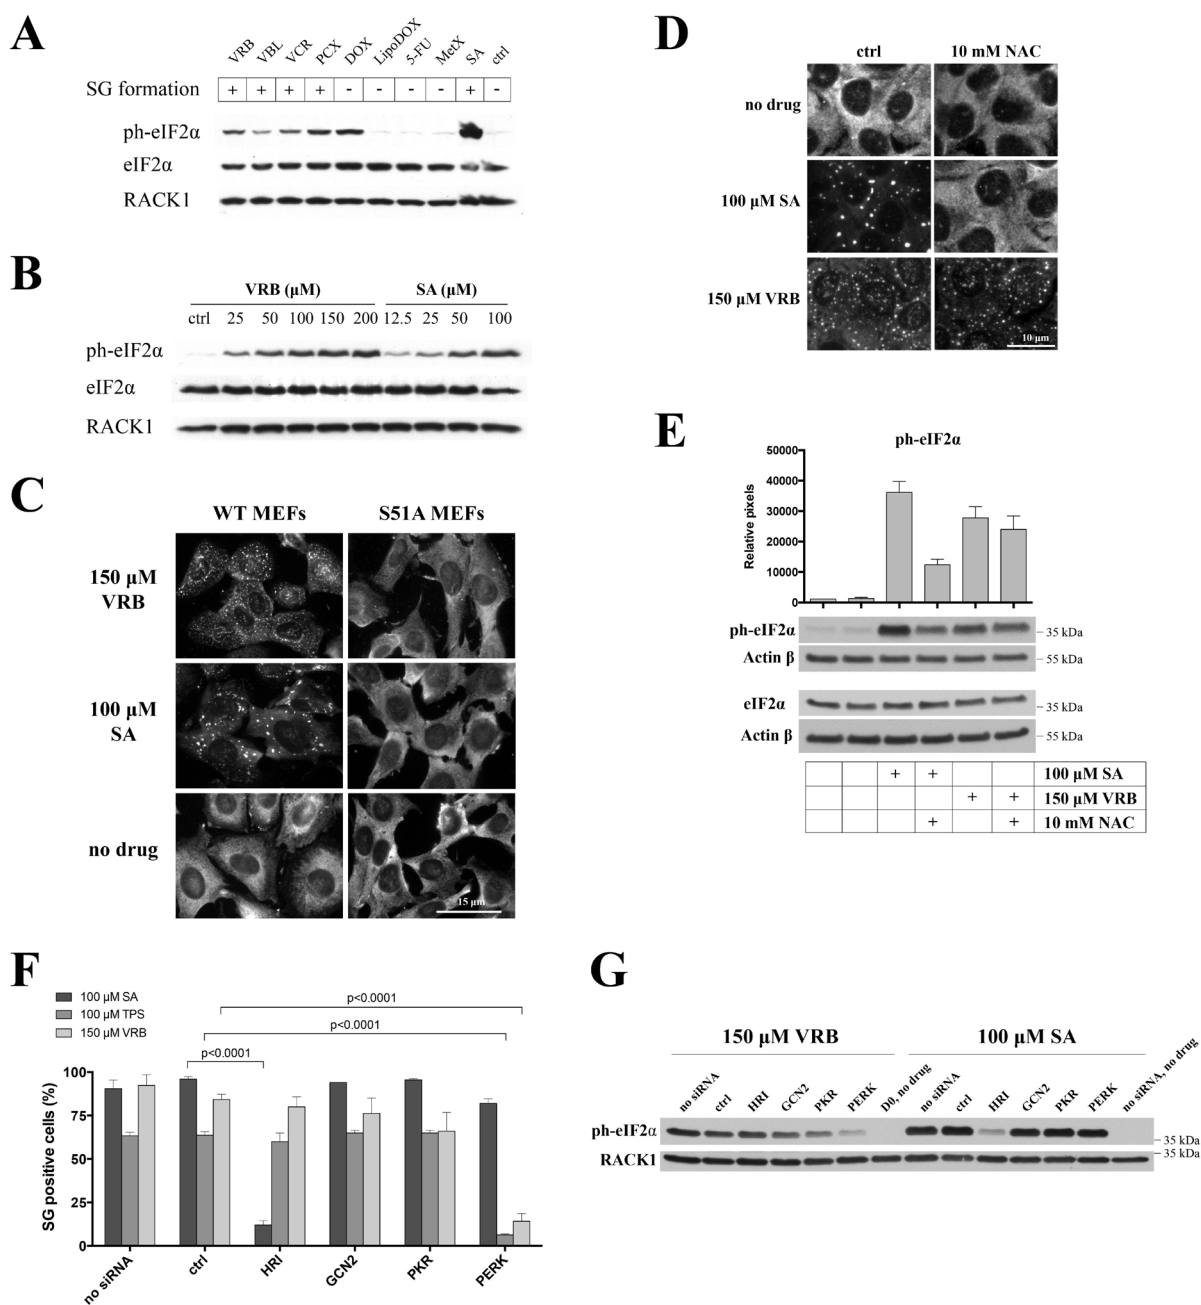 A
VRB VBL VCR PCX DOX LipoDOX 5-FU MetX SA ctrl
SG formation + + + + - - - - + -
ph-eIF2α
eIF2α
RACK1
B
VRB (μM) SA (μM)
ctrl 25 50 100 150 200 12.5 25 50 100
ph-eIF2α
eIF2α
RACK1
C
WT MEFs S51A MEFs
150 μM
VRB
100 μM
SA
no drug
15 μm
D
ctrl 10 mM NAC
no drug
100 μM SA
150 μM VRB
10 μm
E
ph-eIF2α
Relative pixels
50000
40000
30000
20000
10000
0
ph-eIF2α 35 kDa
Actin β 55 kDa
eIF2α 35 kDa
Actin β 55 kDa
+ + 100 μM SA
+ + 150 μM VRB
+ + 10 mM NAC
F
100 μM SA
100 μM TPS
150 μM VRB
p<0.0001
p<0.0001
p<0.0001
SG positive cells (%)
100
75
50
25
0
no siRNA ctrl HRI GCN2 PKR PERK
G
150 μM VRB 100 μM SA
no siRNA ctrl HRI GCN2 PKR PERK D0, no drug no siRNA ctrl HRI GCN2 PKR PERK no siRNA, no drug
ph-eIF2α 35 kDa
RACK1 35 kDa